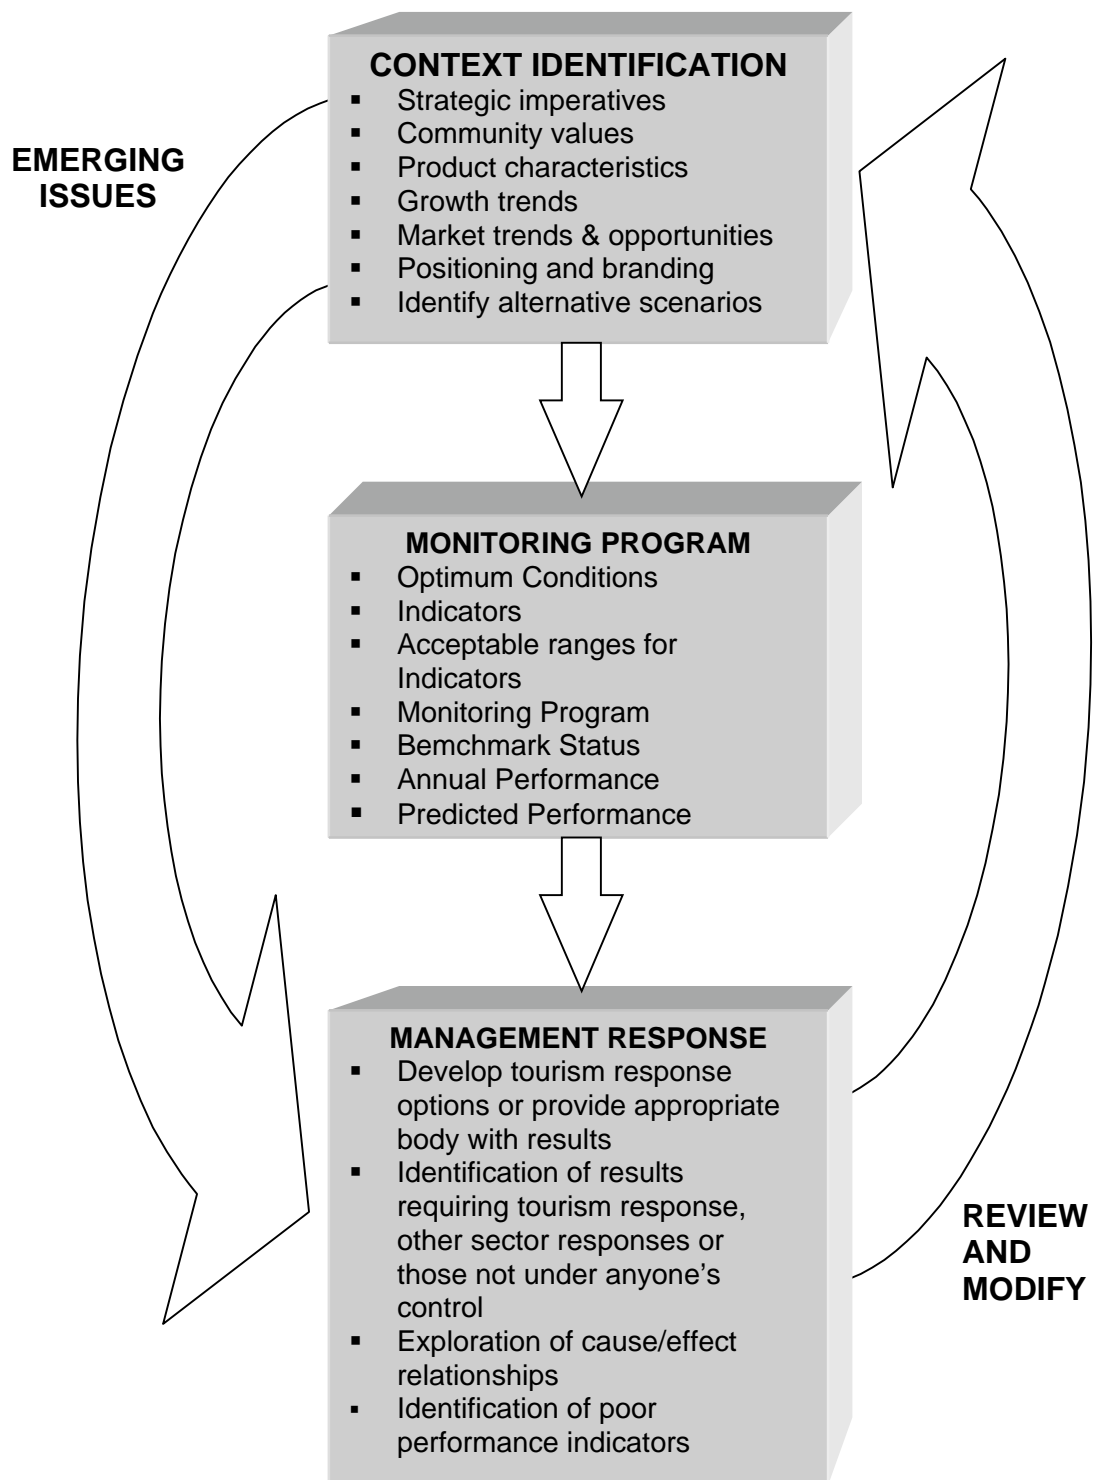 CONTEXT IDENTIFICATION
▪ Strategic imperatives
▪ Community values
▪ Product characteristics
▪ Growth trends
▪ Market trends & opportunities
▪ Positioning and branding
▪ Identify alternative scenarios
EMERGING
ISSUES
MONITORING PROGRAM
▪ Optimum Conditions
▪ Indicators
▪ Acceptable ranges for
Indicators
▪ Monitoring Program
▪ Bemchmark Status
▪ Annual Performance
▪ Predicted Performance
MANAGEMENT RESPONSE
▪ Develop tourism response
options or provide appropriate
body with results
▪ Identification of results
requiring tourism response,
other sector responses or
those not under anyone’s
control
▪ Exploration of cause/effect
relationships
▪ Identification of poor
performance indicators
REVIEW
AND
MODIFY